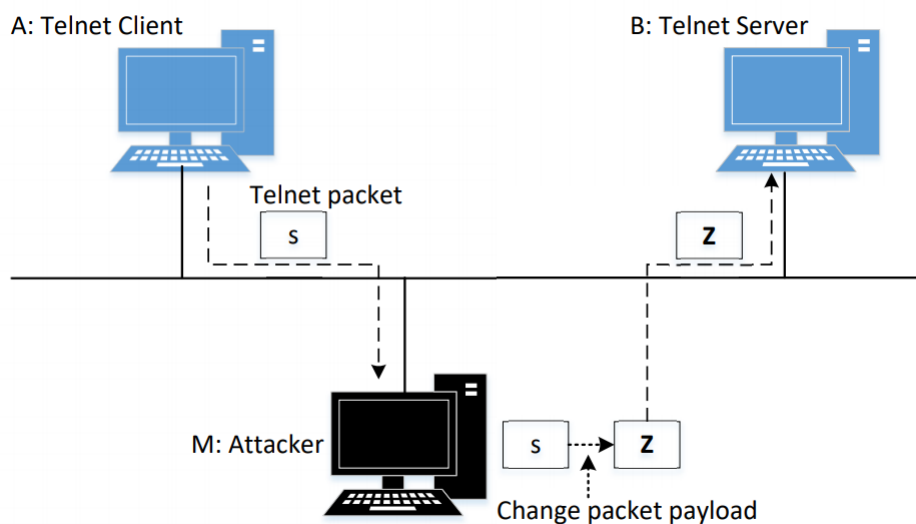 A: Telnet Client
B: Telnet Server
Telnet packet
s
Z
M: Attacker
s
Z
Change packet payload